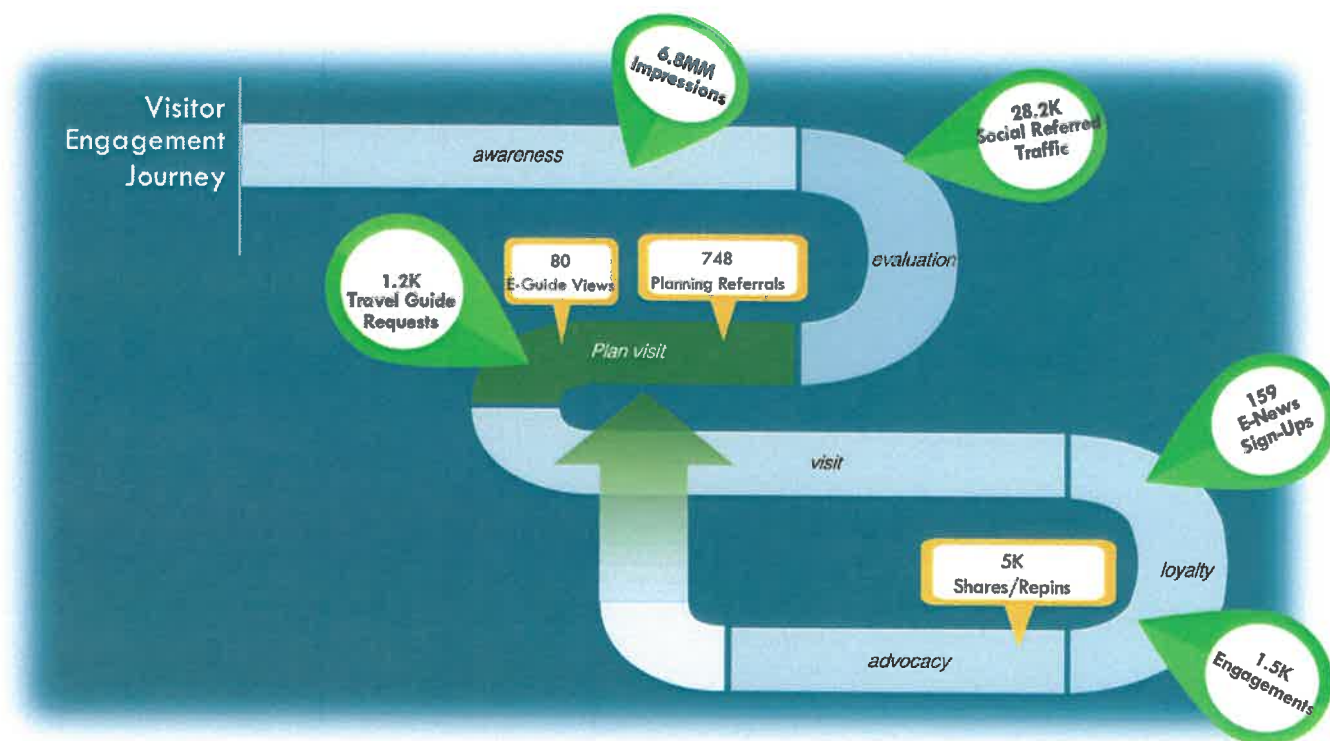 Visitor
Engagement
Journey
6.8MM
Impressions
awareness
28.2K
Social Referred
Traffic
evaluation
1.2K
Travel Guide
Requests
80
E-Guide Views
748
Planning Referrals
Plan visit
159
E-News
Sign-Ups
visit
5K
Shares/Repins
loyalty
advocacy
1.5K
Engagements